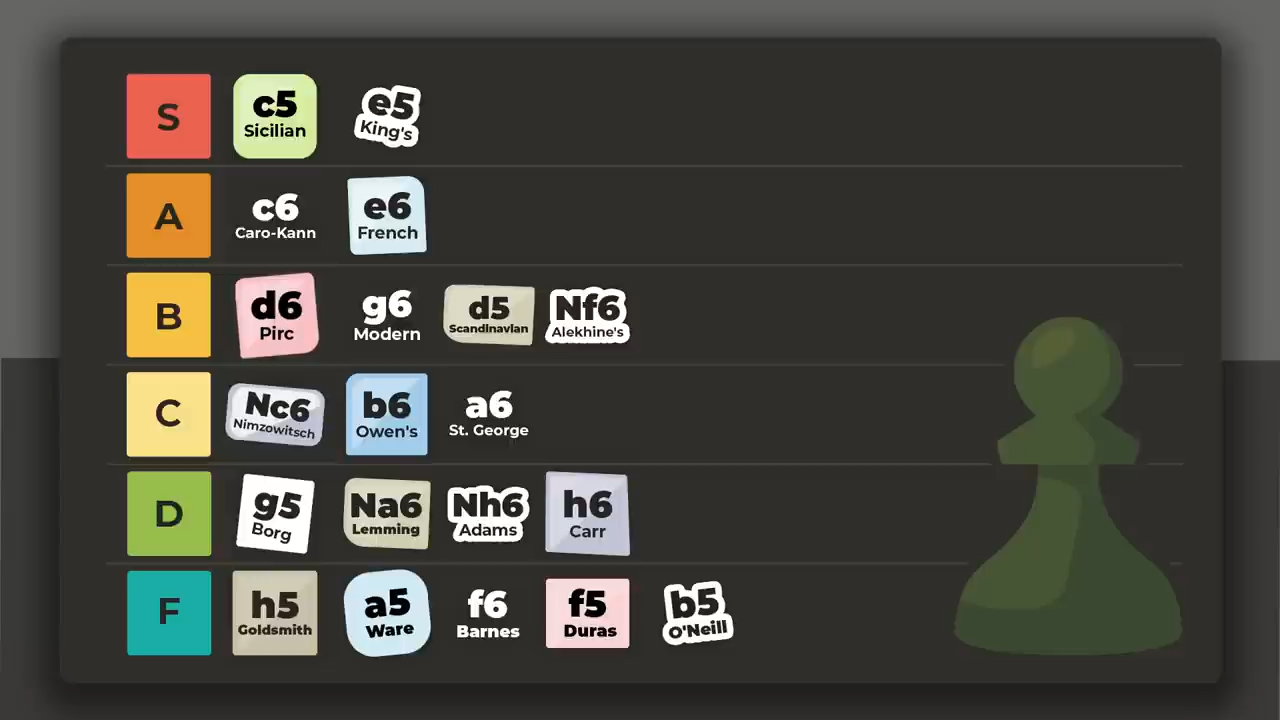 S
c5
Sicilian
e5
King's
A
c6
Caro-Kann
e6
French
B
d6
Pirc
g6
Modern
d5
Scandinavian
Nf6
Alekhine's
C
Nc6
Nimzowitsch
b6
Owen's
a6
St. George
D
g5
Borg
Na6
Lemming
Nh6
Adams
h6
Carr
F
h5
Goldsmith
a5
Ware
f6
Barnes
f5
Duras
b5
O'Neill